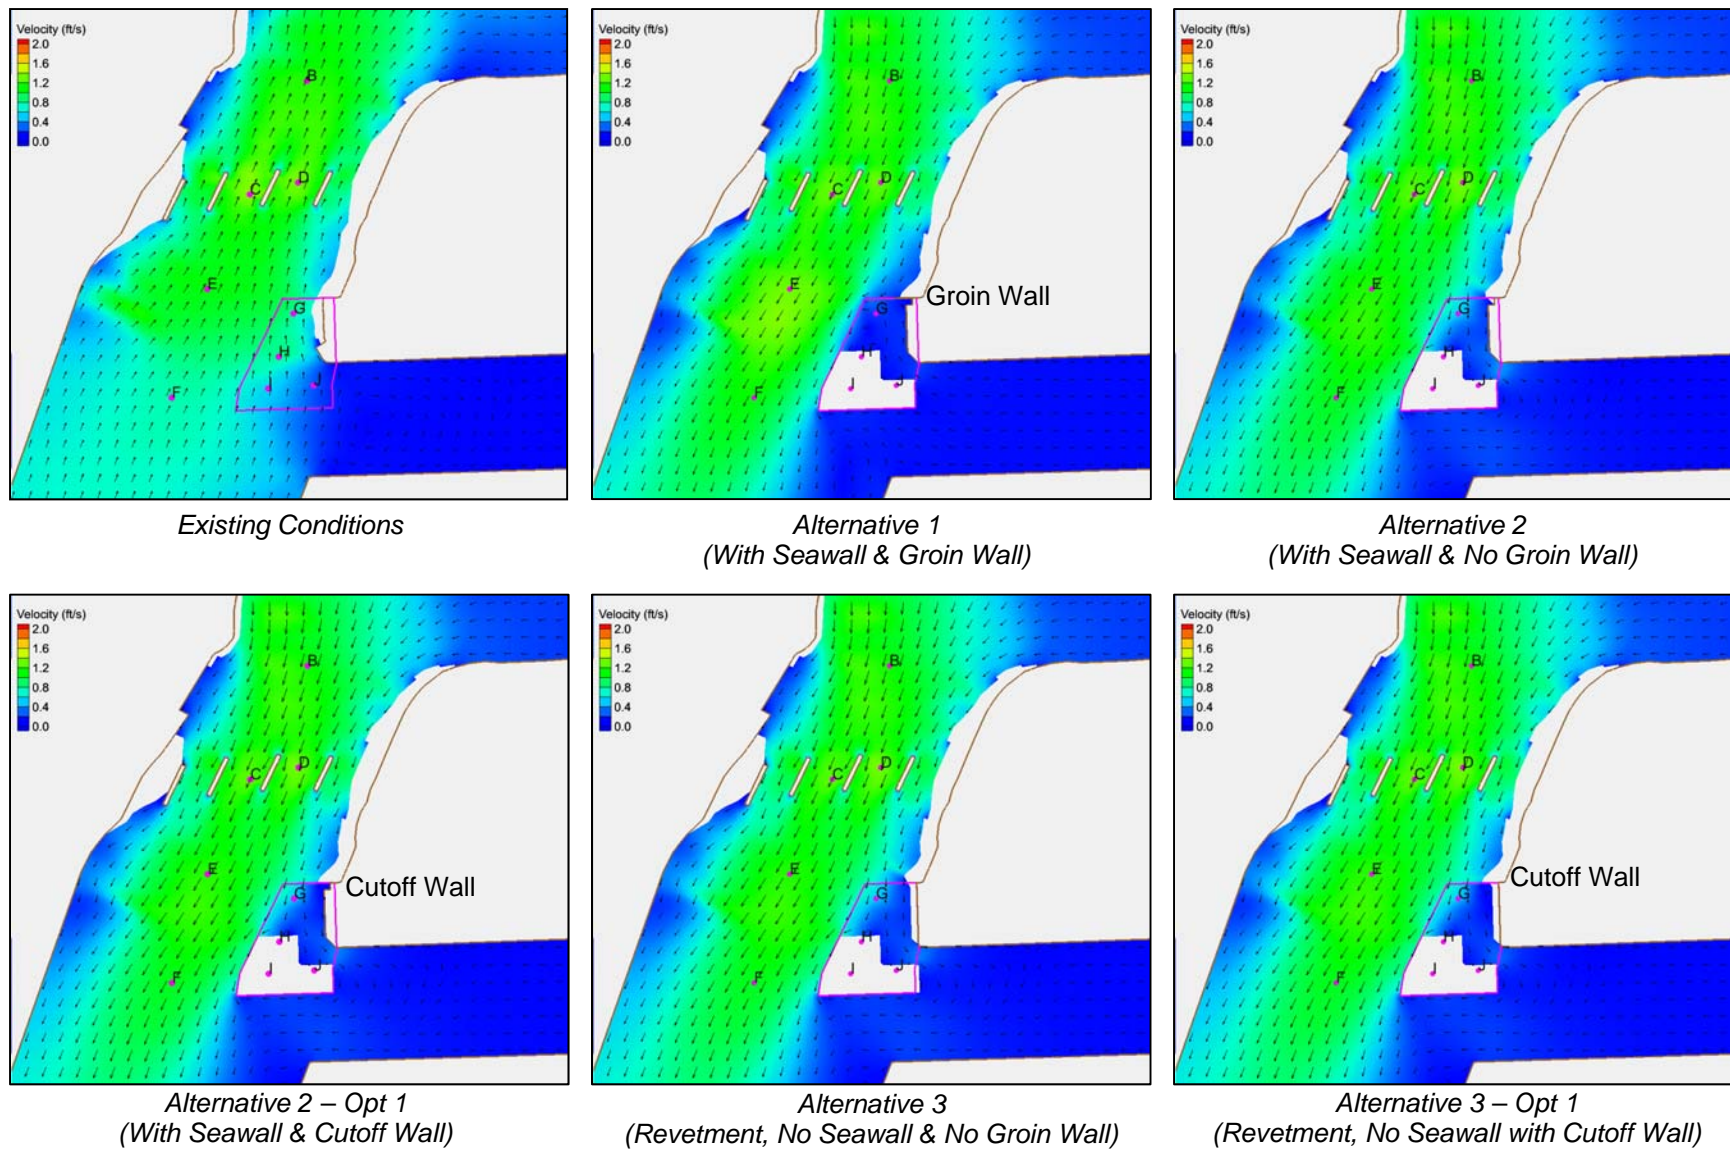 Velocity (ft/s)
2.0
1.6
1.2
0.8
0.4
0.0
B
C
D
E
F
G
H
I
J
Existing Conditions
Velocity (ft/s)
2.0
1.6
1.2
0.8
0.4
0.0
B
C
D
E
F
G
H
I
J
Groin Wall
Alternative 1
(With Seawall & Groin Wall)
Velocity (ft/s)
2.0
1.6
1.2
0.8
0.4
0.0
B
C
D
E
F
G
H
I
J
Alternative 2
(With Seawall & No Groin Wall)
Velocity (ft/s)
2.0
1.6
1.2
0.8
0.4
0.0
B
C
D
E
F
G
H
I
J
Cutoff Wall
Alternative 2 – Opt 1
(With Seawall & Cutoff Wall)
Velocity (ft/s)
2.0
1.6
1.2
0.8
0.4
0.0
B
C
D
E
F
G
H
I
J
Alternative 3
(Revetment, No Seawall & No Groin Wall)
Velocity (ft/s)
2.0
1.6
1.2
0.8
0.4
0.0
B
C
D
E
F
G
H
I
J
Cutoff Wall
Alternative 3 – Opt 1
(Revetment, No Seawall with Cutoff Wall)